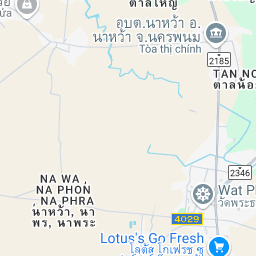 ตำบลใหญ่
อบต.นาหว้า อ.
นาหว้า จ.นครพนม
Tòa thị chính
2185
TAN NO
ตำบลน้อ
2346
NA WA ,
NA PHON
, NA PHRA
นาหว้า, นา
พร, นาพระ
Wat P
วัดพระธ
4029
Lotus's Go Fresh
โลตัส โกเฟรช ซู